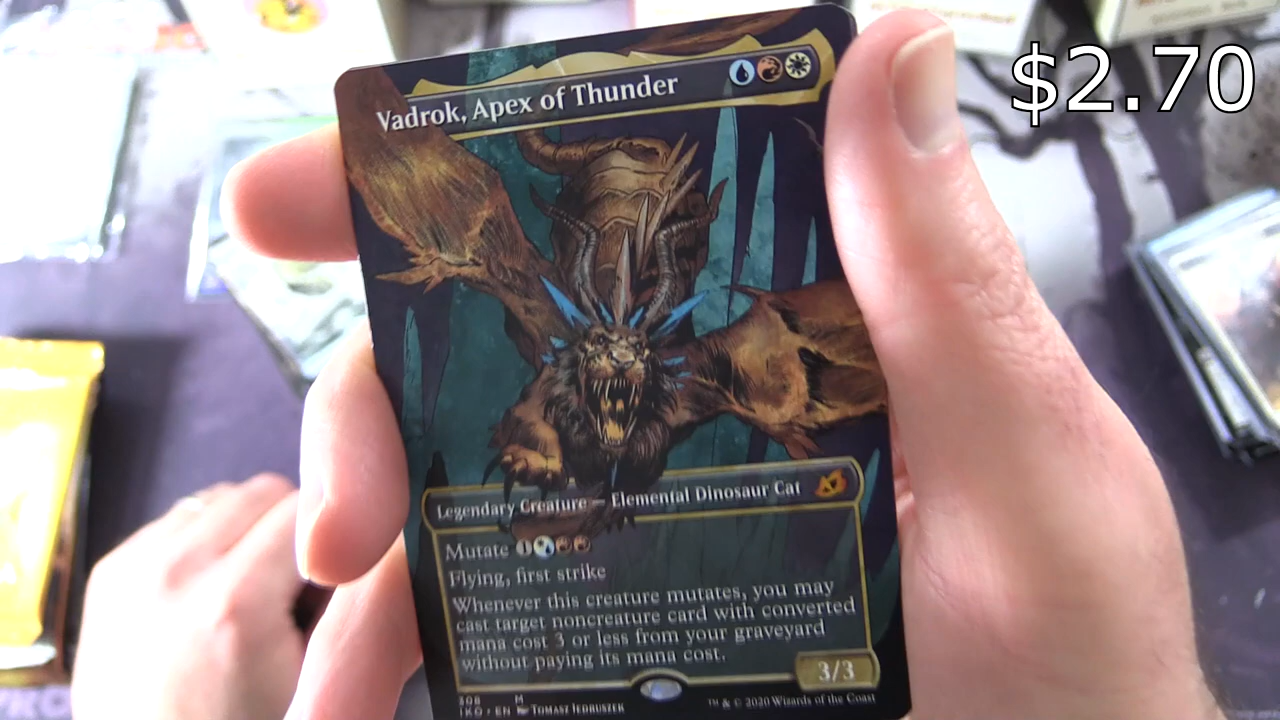 $2.70
Vadrok, Apex of Thunder
Legendary Creature — Elemental Dinosaur Cat
Mutate
Flying, first strike
Whenever this creature mutates, you may
cast target noncreature card with converted
mana cost 3 or less from your graveyard
without paying its mana cost.
3/3
308 M
IKO • EN Tomasz Jedruszek
™ & © 2020 Wizards of the Coast